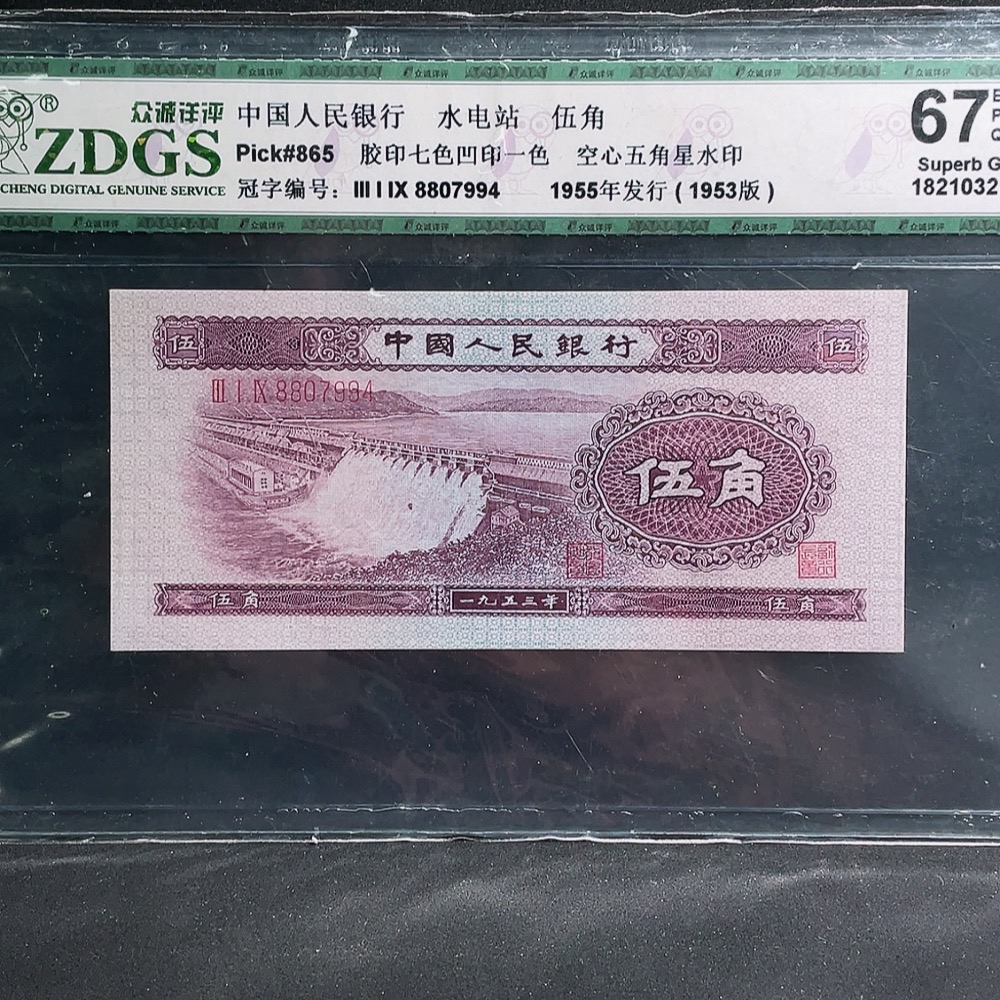 众诚评评 中国人民银行 水电站 伍角
ZDGS Pick#865 胶印七色凹印一色 空心五角星水印
CHENG DIGITAL GENUINE SERVICE 冠字编号：III I IX 8807994 1955年发行（1953版）
67
Superb G
1821032
伍 中國人民銀行 伍
III I IX 8807994
伍角
伍角 一九五三年 伍角